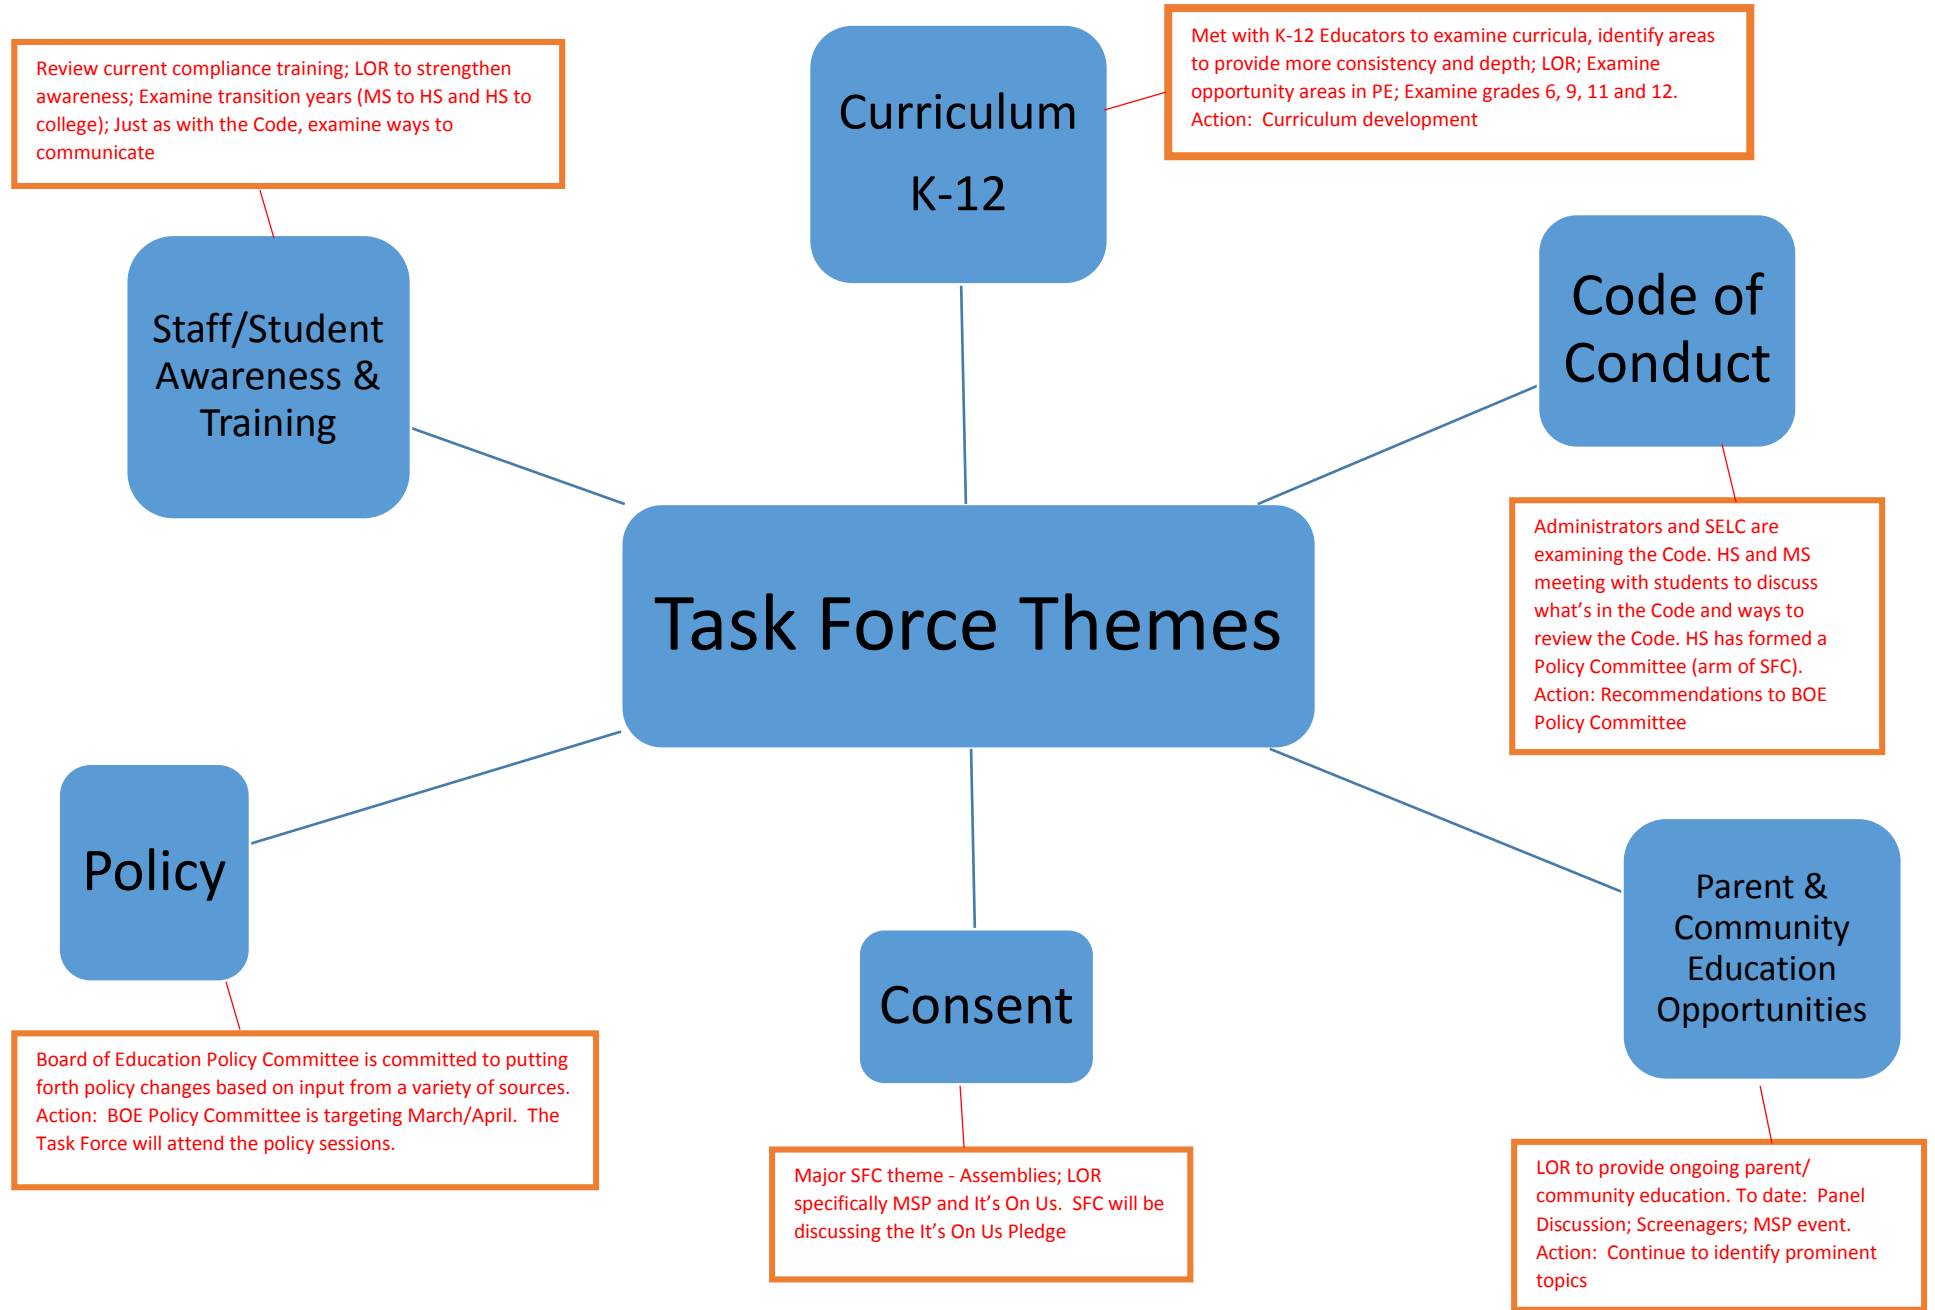 Review current compliance training; LOR to strengthen
awareness; Examine transition years (MS to HS and HS to
college); Just as with the Code, examine ways to
communicate
Curriculum
K-12
Met with K-12 Educators to examine curricula, identify areas
to provide more consistency and depth; LOR; Examine
opportunity areas in PE; Examine grades 6, 9, 11 and 12.
Action:  Curriculum development
Staff/Student
Awareness &
Training
Code of
Conduct
Administrators and SELC are
examining the Code. HS and MS
meeting with students to discuss
what’s in the Code and ways to
review the Code. HS has formed a
Policy Committee (arm of SFC).
Action: Recommendations to BOE
Policy Committee
Task Force Themes
Policy
Board of Education Policy Committee is committed to putting
forth policy changes based on input from a variety of sources.
Action:  BOE Policy Committee is targeting March/April.  The
Task Force will attend the policy sessions.
Consent
Major SFC theme - Assemblies; LOR
specifically MSP and It’s On Us.  SFC will be
discussing the It’s On Us Pledge
Parent &
Community
Education
Opportunities
LOR to provide ongoing parent/
community education. To date:  Panel
Discussion; Screenagers; MSP event.
Action:  Continue to identify prominent
topics